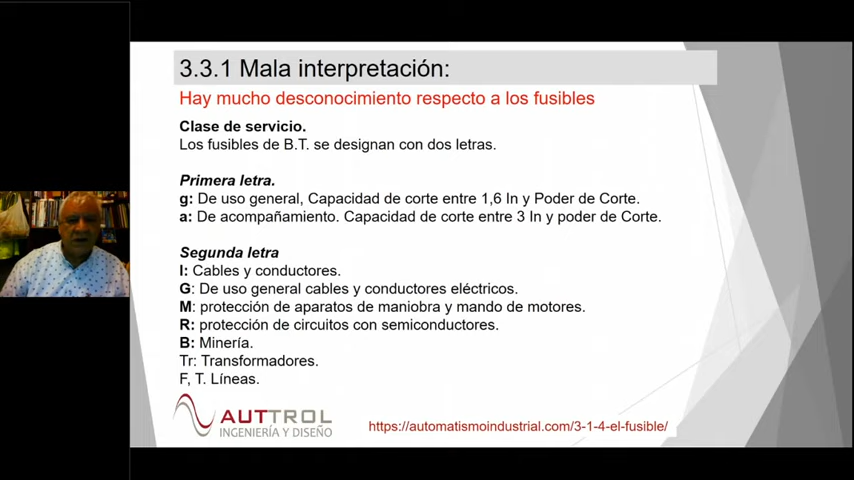 3.3.1 Mala interpretación:
Hay mucho desconocimiento respecto a los fusibles
Clase de servicio.
Los fusibles de B.T. se designan con dos letras.
Primera letra.
g: De uso general, Capacidad de corte entre 1,6 In y Poder de Corte.
a: De acompañamiento. Capacidad de corte entre 3 In y poder de Corte.
Segunda letra
I: Cables y conductores.
G: De uso general cables y conductores eléctricos.
M: protección de aparatos de maniobra y mando de motores.
R: protección de circuitos con semiconductores.
B: Minería.
Tr: Transformadores.
F, T. Líneas.
AUTTROL
INGENIERÍA Y DISEÑO
https://automatismoindustrial.com/3-1-4-el-fusible/